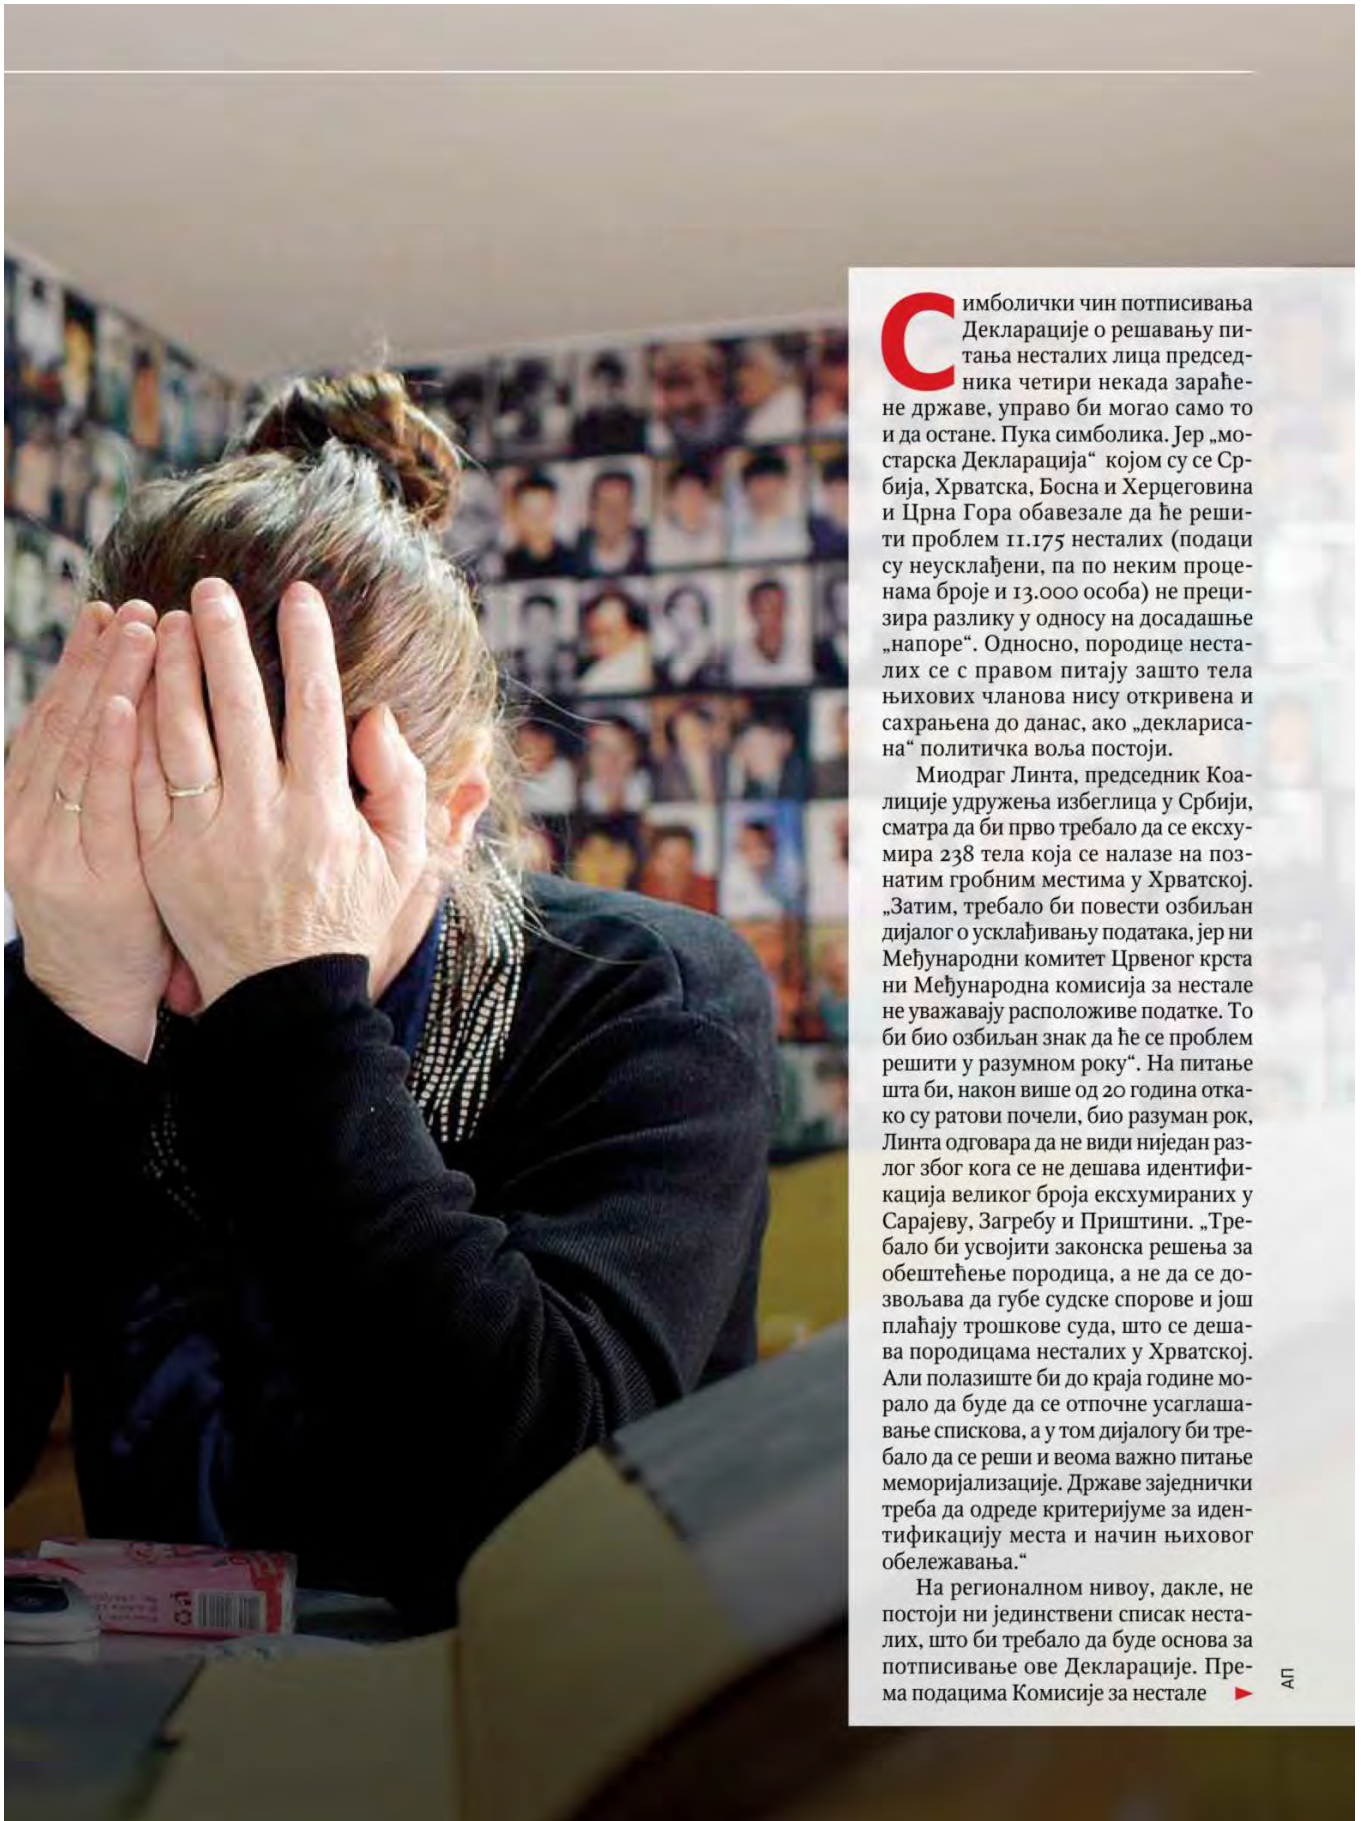 Симболички чин потписивања
Декларације о решавању пи-
тања несталих лица председ-
ника четири некада зараће-
не државе, управо би могао само то
и да остане. Пука симболика. Јер „мо-
старска Декларација“ којом су се Ср-
бија, Хрватска, Босна и Херцеговина
и Црна Гора обавезале да ће реши-
ти проблем 11.175 несталих (подаци
су неусклађени, па по неким проце-
нама броје и 13.000 особа) не преци-
зира разлику у односу на досадашње
„напоре“. Односно, породице неста-
лих се с правом питају зашто тела
њихових чланова нису откривена и
сахрањена до данас, ако „декларисa-
на“ политичка воља постоји.
Миодраг Линта, председник Коа-
лиције удружења избеглица у Србији,
сматра да би прво требало да се ексху-
мира 238 тела која се налазе на поз-
натим гробним местима у Хрватској.
„Затим, требало би повести озбиљан
дијалог о усклађивању података, јер ни
Међународни комитет Црвеног крста
ни Међународна комисија за нестале
не уважавају расположиве податке. То
би био озбиљан знак да ће се проблем
решити у разумном року“. На питање
шта би, након више од 20 година отка-
ко су ратови почели, био разуман рок,
Линта одговара да не види ниједан раз-
лог због кога се не дешава идентифи-
кација великог броја ексхумираних у
Сарајеву, Загребу и Приштини. „Тре-
бало би усвојити законска решења за
обештећење породица, а не да се до-
звољава да губе судске спорове и још
плаћају трошкове суда, што се деша-
ва породицама несталих у Хрватској.
Али полазиште би до краја године мо-
рало да буде да се отпочне усаглаша-
вање спискова, а у том дијалогу би тре-
бало да се реши и веома важно питање
меморијализације. Државе заједнички
треба да одреде критеријуме за иден-
тификацију места и начин њиховог
обележавања.“
На регионалном нивоу, дакле, не
постоји ни јединствени списак неста-
лих, што би требало да буде основа за
потписивање ове Декларације. Пре-
ма подацима Комисије за нестале
АП